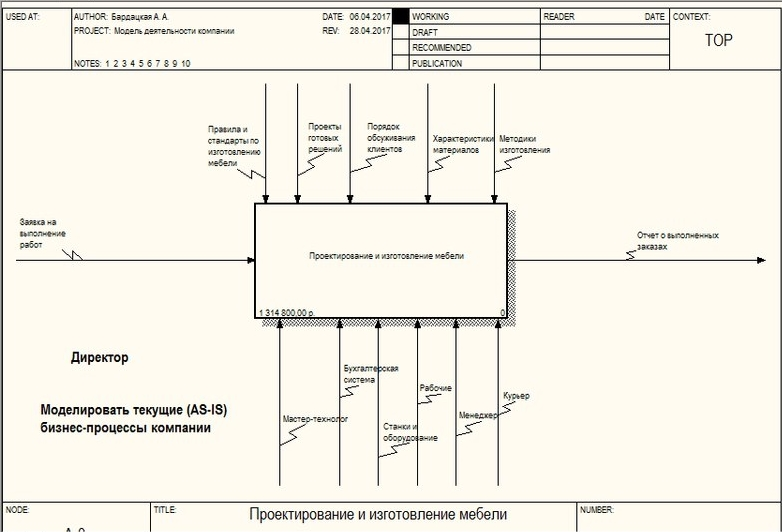 USED AT:
AUTHOR: Бардацкая А. А.
DATE: 06.04.2017
WORKING
READER
DATE
CONTEXT:
PROJECT: Модель деятельности компании
REV: 28.04.2017
DRAFT
TOP
RECOMMENDED
NOTES: 1 2 3 4 5 6 7 8 9 10
PUBLICATION
Правила и
стандарты по
изготовлению
мебели
Проекты
готовых
решений
Порядок
обсуживания
клиентов
Характеристики
материалов
Методики
изготовления
Заявка на
выполнение
работ
Проектирование и изготовление мебели
1 314 800,00 р.
0
Отчет о выполненных
заказах
Директор
Моделировать текущие (AS-IS)
бизнес-процессы компании
Мастер-технолог
Бухгалтерская
система
Станки и
оборудование
Рабочие
Менеджер
Курьер
NODE:
TITLE:
Проектирование и изготовление мебели
NUMBER: